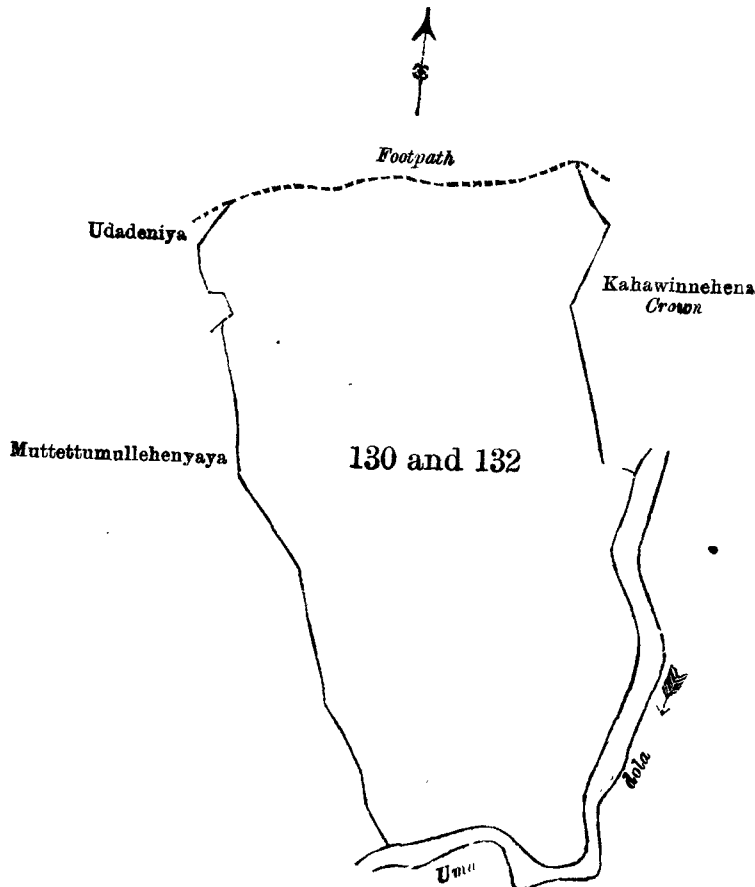 Footpath
Udadeniya
Kahawinnehena
Crown
Muttettumullehenyaya
130 and 132
dola
Uma